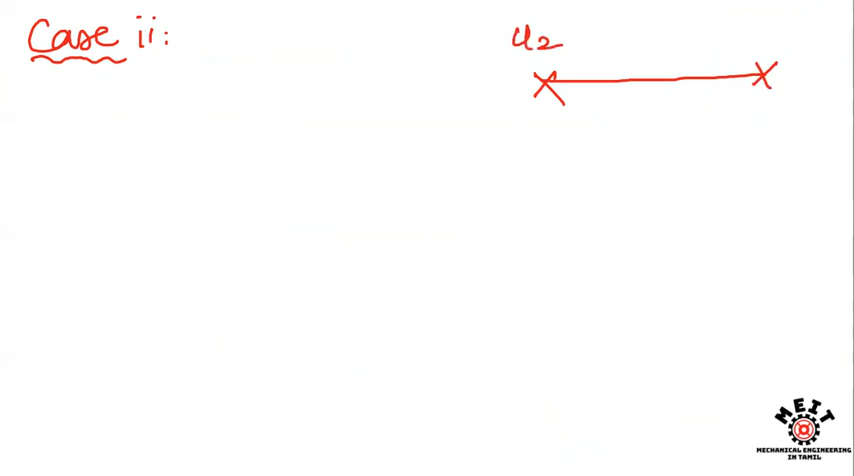 Case ii:
u2
MEIT
MECHANICAL ENGINEERING
IN TAMIL